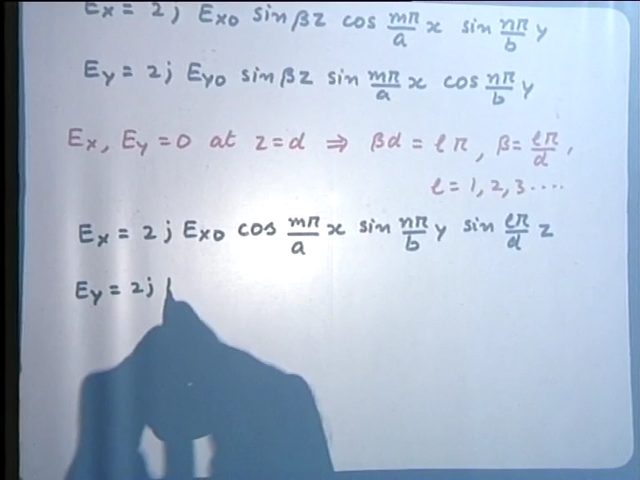 Ex = 2j Ex0 sin βz cos mπ/a x sin nπ/b y
Ey = 2j Ey0 sin βz sin mπ/a x cos nπ/b y
Ex, Ey = 0 at z = d ⇒ βd = ℓπ, β = ℓπ/d,
ℓ = 1, 2, 3 ....
Ex = 2j Ex0 cos mπ/a x sin nπ/b y sin ℓπ/d z
Ey = 2j